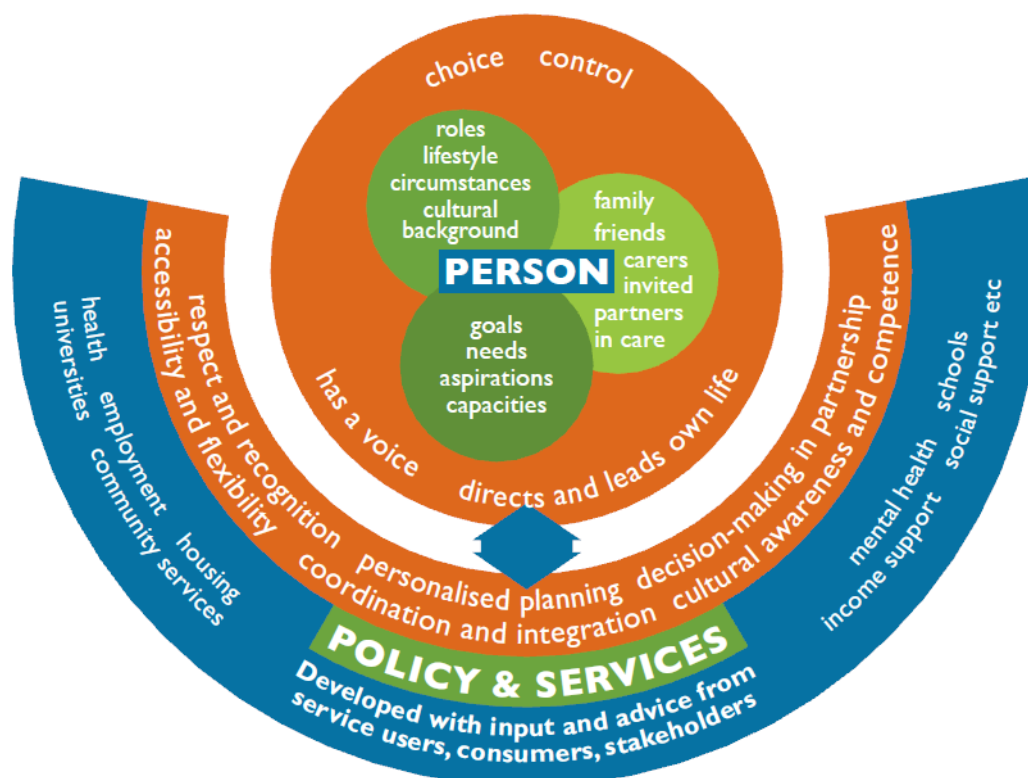 choice control
roles
lifestyle
circumstances
cultural
background
family
friends
carers
invited
partners
in care
PERSON
goals
needs
aspirations
capacities
has a voice directs and leads own life
respect and recognition personalised planning decision-making in partnership
accessibility and flexibility coordination and integration cultural awareness and competence
POLICY & SERVICES
health employment housing
universities community services
mental health schools
income support social support etc
Developed with input and advice from
service users, consumers, stakeholders